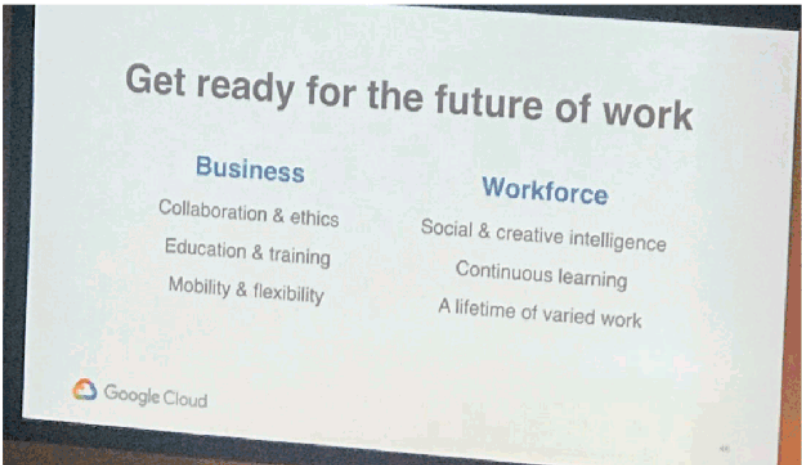 Get ready for the future of work
Business
Collaboration & ethics
Education & training
Mobility & flexibility
Workforce
Social & creative intelligence
Continuous learning
A lifetime of varied work
Google Cloud